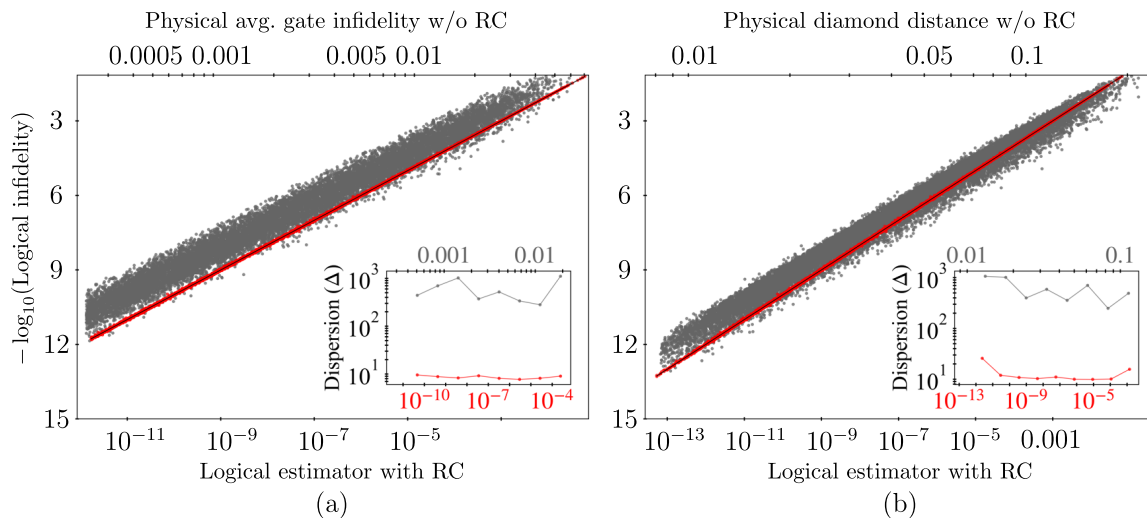 Physical avg. gate infidelity w/o RC
0.0005 0.001 0.005 0.01
− log₁₀(Logical infidelity)
3
6
9
12
15
0.001 0.01
Dispersion (Δ)
10³
10²
10¹
10⁻¹⁰ 10⁻⁷ 10⁻⁴
10⁻¹¹ 10⁻⁹ 10⁻⁷ 10⁻⁵
Logical estimator with RC
(a)
Physical diamond distance w/o RC
0.01 0.05 0.1
3
6
9
12
15
0.01 0.1
Dispersion (Δ)
10³
10²
10¹
10⁻¹³ 10⁻⁹ 10⁻⁵
10⁻¹³ 10⁻¹¹ 10⁻⁹ 10⁻⁷ 10⁻⁵ 0.001
Logical estimator with RC
(b)